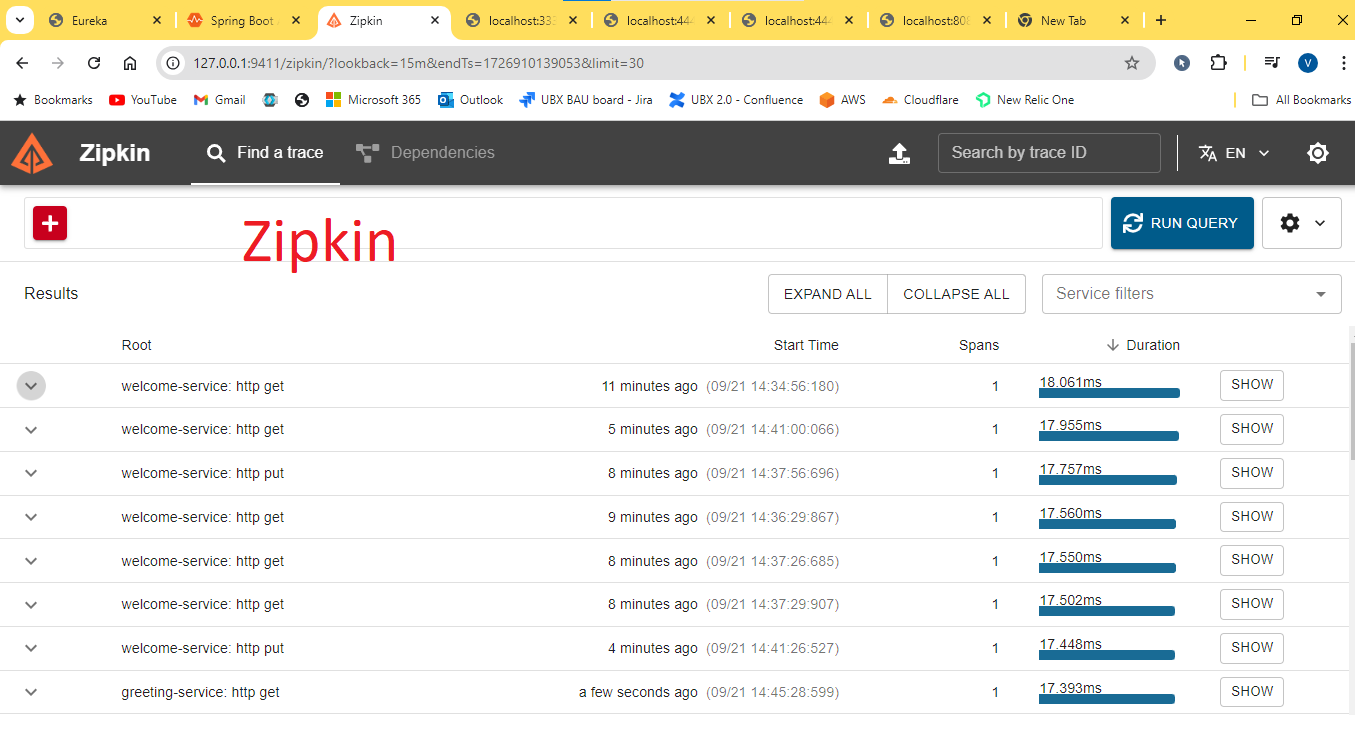 Eureka
Spring Boot A
Zipkin
localhost:333
localhost:444
localhost:444
localhost:808
New Tab
127.0.0.1:9411/zipkin/?lookback=15m&endTs=1726910139053&limit=30
V
Bookmarks
YouTube
Gmail
Microsoft 365
Outlook
UBX BAU board - Jira
UBX 2.0 - Confluence
AWS
Cloudflare
New Relic One
All Bookmarks
Zipkin
Find a trace
Dependencies
Search by trace ID
EN
Zipkin
RUN QUERY
Results
EXPAND ALL
COLLAPSE ALL
Service filters
Root Start Time Spans Duration
welcome-service: http get 11 minutes ago (09/21 14:34:56:180) 1 18.061ms SHOW
welcome-service: http get 5 minutes ago (09/21 14:41:00:066) 1 17.955ms SHOW
welcome-service: http put 8 minutes ago (09/21 14:37:56:696) 1 17.757ms SHOW
welcome-service: http get 9 minutes ago (09/21 14:36:29:867) 1 17.560ms SHOW
welcome-service: http get 8 minutes ago (09/21 14:37:26:685) 1 17.550ms SHOW
welcome-service: http get 8 minutes ago (09/21 14:37:29:907) 1 17.502ms SHOW
welcome-service: http put 4 minutes ago (09/21 14:41:26:527) 1 17.448ms SHOW
greeting-service: http get a few seconds ago (09/21 14:45:28:599) 1 17.393ms SHOW